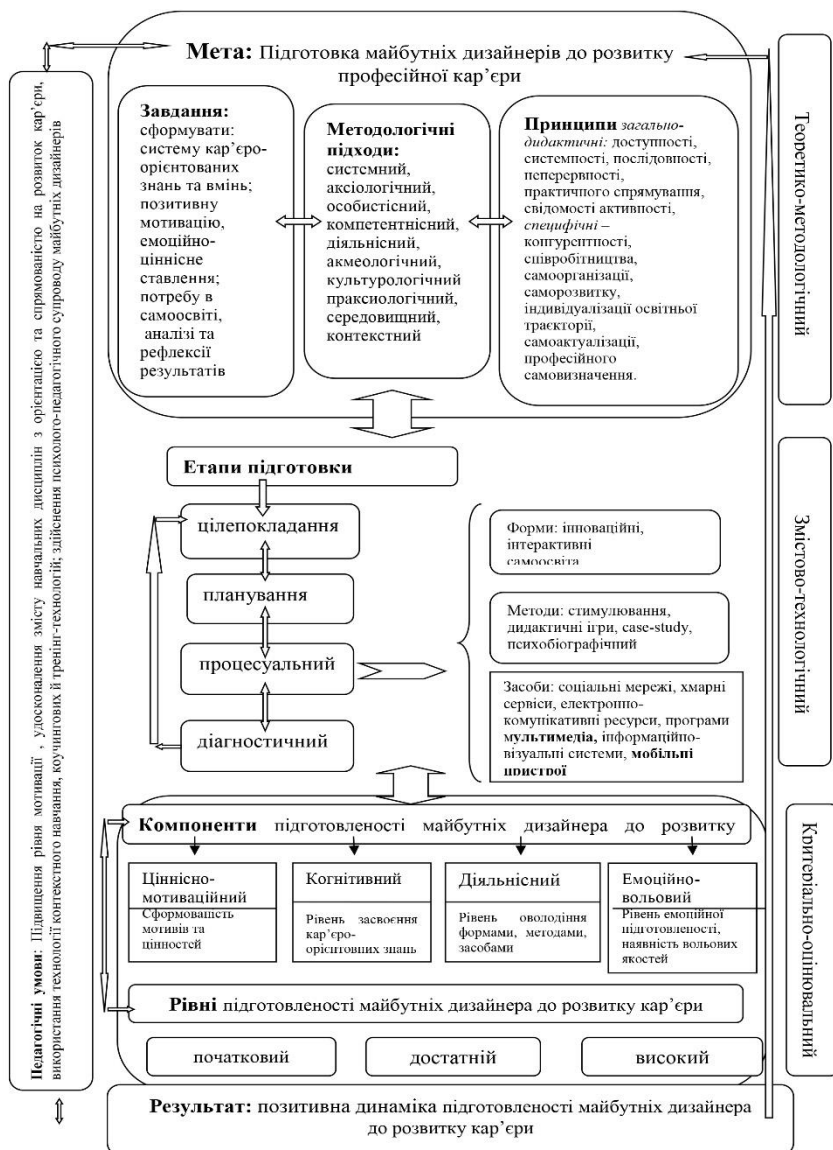 Мета: Підготовка майбутніх дизайнерів до розвитку
професійної кар’єри
Завдання:
сформувати:
систему кар’єро-
орієнтованих
знань та вмінь;
позитивну
мотивацію,
емоційно-
ціннісне
ставлення;
потребу в
самоосвіті,
аналізі та
рефлексії
результатів
Методологічні
підходи:
системний,
аксіологічний,
особистісний,
компетентнісний,
діяльнісний,
акмеологічний,
культурологічний
праксиологічний,
середовищний,
контекстний
Принципи загально-
дидактичні: доступності,
системності, послідовності,
неперервності,
практичного спрямування,
свідомості активності,
специфічні –
конгурентності,
співробітництва,
самоорганізації,
саморозвитку,
індивідуалізації освітньої
траєкторії,
самоактуалізації,
професійного
самовизначення.
Теоретико-методологічний
Педагогічні умови: Підвищення рівня мотивації , удосконалення змісту навчальних дисциплін з орієнтацією та спрямованістю на розвиток кар’єри,
використання технології контекстного навчання, коучингових й тренінг-технологій; здійснення психолого-педагогічного супроводу майбутніх дизайнерів
Етапи підготовки
цілепокладання
планування
процесуальний
діагностичний
Форми: інноваційні,
інтерактивні
самоосвіта
Методи: стимулювання,
дидактичні ігри, case-study,
психобіографічний
Засоби: соціальні мережі, хмарні
сервіси, електронно-
комунікативні ресурси, програми
мультимедіа, інформаційно-
візуальні системи, мобільні
пристрої
Змістово-технологічний
Компоненти підготовленості майбутніх дизайнера до розвитку
Ціннісно-
мотиваційний
Сформованість
мотивів та
цінностей
Когнітивний
Рівень засвоєння
кар’єро-
орієнтовних знань
Діяльнісний
Рівень оволодіння
формами, методами,
засобами
Емоційно-
вольовий
Рівень емоційної
підготовленості,
наявність вольових
якостей
Рівні підготовленості майбутніх дизайнера до розвитку кар’єри
початковий
достатній
високий
Критеріально-оцінювальний
Результат: позитивна динаміка підготовленості майбутніх дизайнера
до розвитку кар’єри